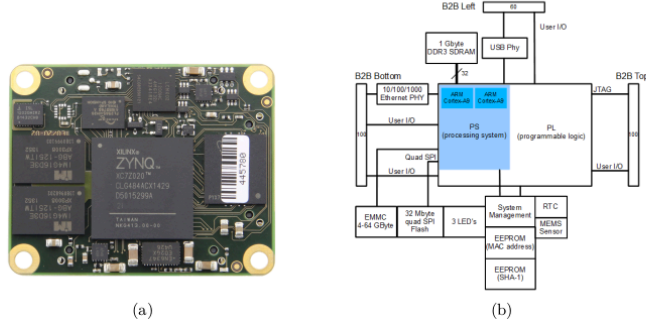 XILINX
ZYNQ
XC7Z020
CLG484ACX1429
D5015299A
TAIWAN
445780
(a)
B2B Left
68
User I/O
USB Phy
1 Gbyte
DDR3 SDRAM
32
B2B Bottom
B2B Top
10/100/1000
Ethernet PHY
ARM
Cortex-A9
ARM
Cortex-A9
JTAG
PS
(processing system)
PL
(programmable logic)
100
User I/O
100
Quad SPI
User I/O
User I/O
EMMC
4-64 GByte
32 Mbyte
quad SPI
Flash
3 LED's
System
Management
RTC
MEMS
Sensor
EEPROM
(MAC address)
EEPROM
(SHA-1)
(b)